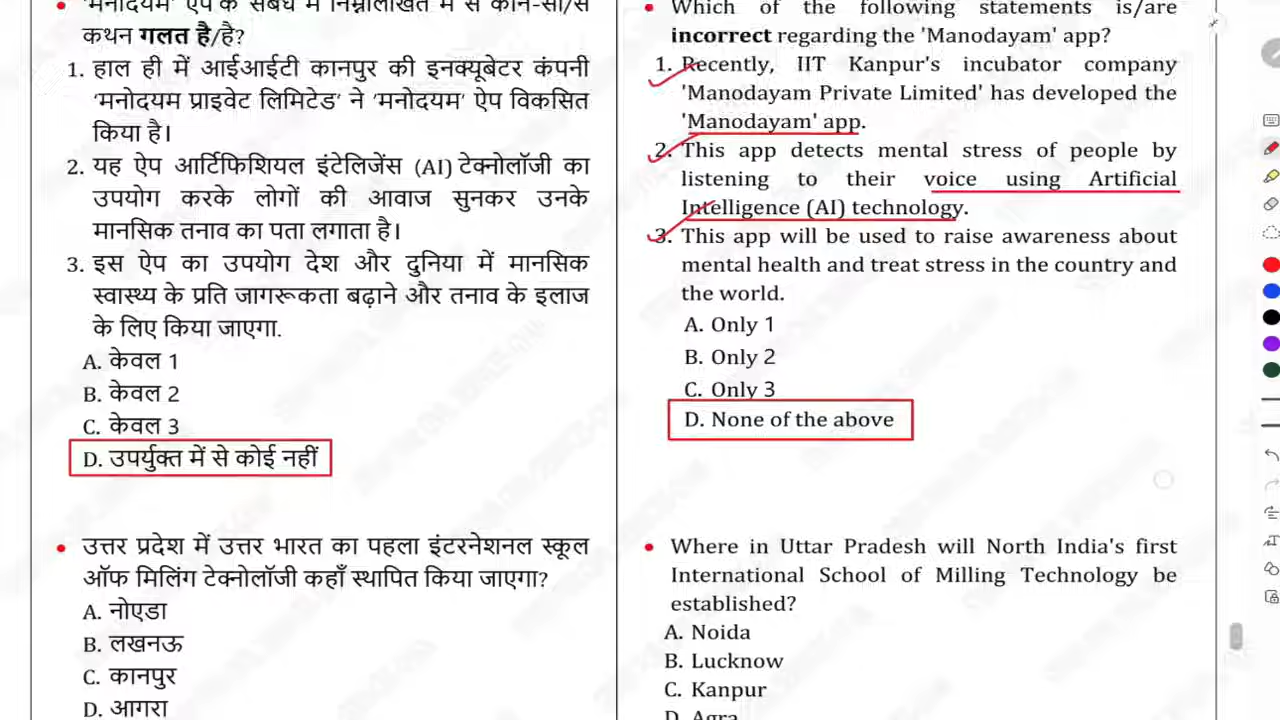 'मनोदयम' ऐप के संबंध में निम्नलिखित में से कौन-सा/से
कथन गलत है/है?
1. हाल ही में आईआईटी कानपुर की इनक्यूबेटर कंपनी
'मनोदयम प्राइवेट लिमिटेड' ने 'मनोदयम' ऐप विकसित
किया है।
2. यह ऐप आर्टिफिशियल इंटेलिजेंस (AI) टेक्नोलॉजी का
उपयोग करके लोगों की आवाज सुनकर उनके
मानसिक तनाव का पता लगाता है।
3. इस ऐप का उपयोग देश और दुनिया में मानसिक
स्वास्थ्य के प्रति जागरूकता बढ़ाने और तनाव के इलाज
के लिए किया जाएगा.
A. केवल 1
B. केवल 2
C. केवल 3
D. उपर्युक्त में से कोई नहीं
उत्तर प्रदेश में उत्तर भारत का पहला इंटरनेशनल स्कूल
ऑफ मिलिंग टेक्नोलॉजी कहाँ स्थापित किया जाएगा?
A. नोएडा
B. लखनऊ
C. कानपुर
D. आगरा
Which of the following statements is/are
incorrect regarding the 'Manodayam' app?
1. Recently, IIT Kanpur's incubator company
'Manodayam Private Limited' has developed the
'Manodayam' app.
2. This app detects mental stress of people by
listening to their voice using Artificial
Intelligence (AI) technology.
3. This app will be used to raise awareness about
mental health and treat stress in the country and
the world.
A. Only 1
B. Only 2
C. Only 3
D. None of the above
Where in Uttar Pradesh will North India's first
International School of Milling Technology be
established?
A. Noida
B. Lucknow
C. Kanpur
D. Agra